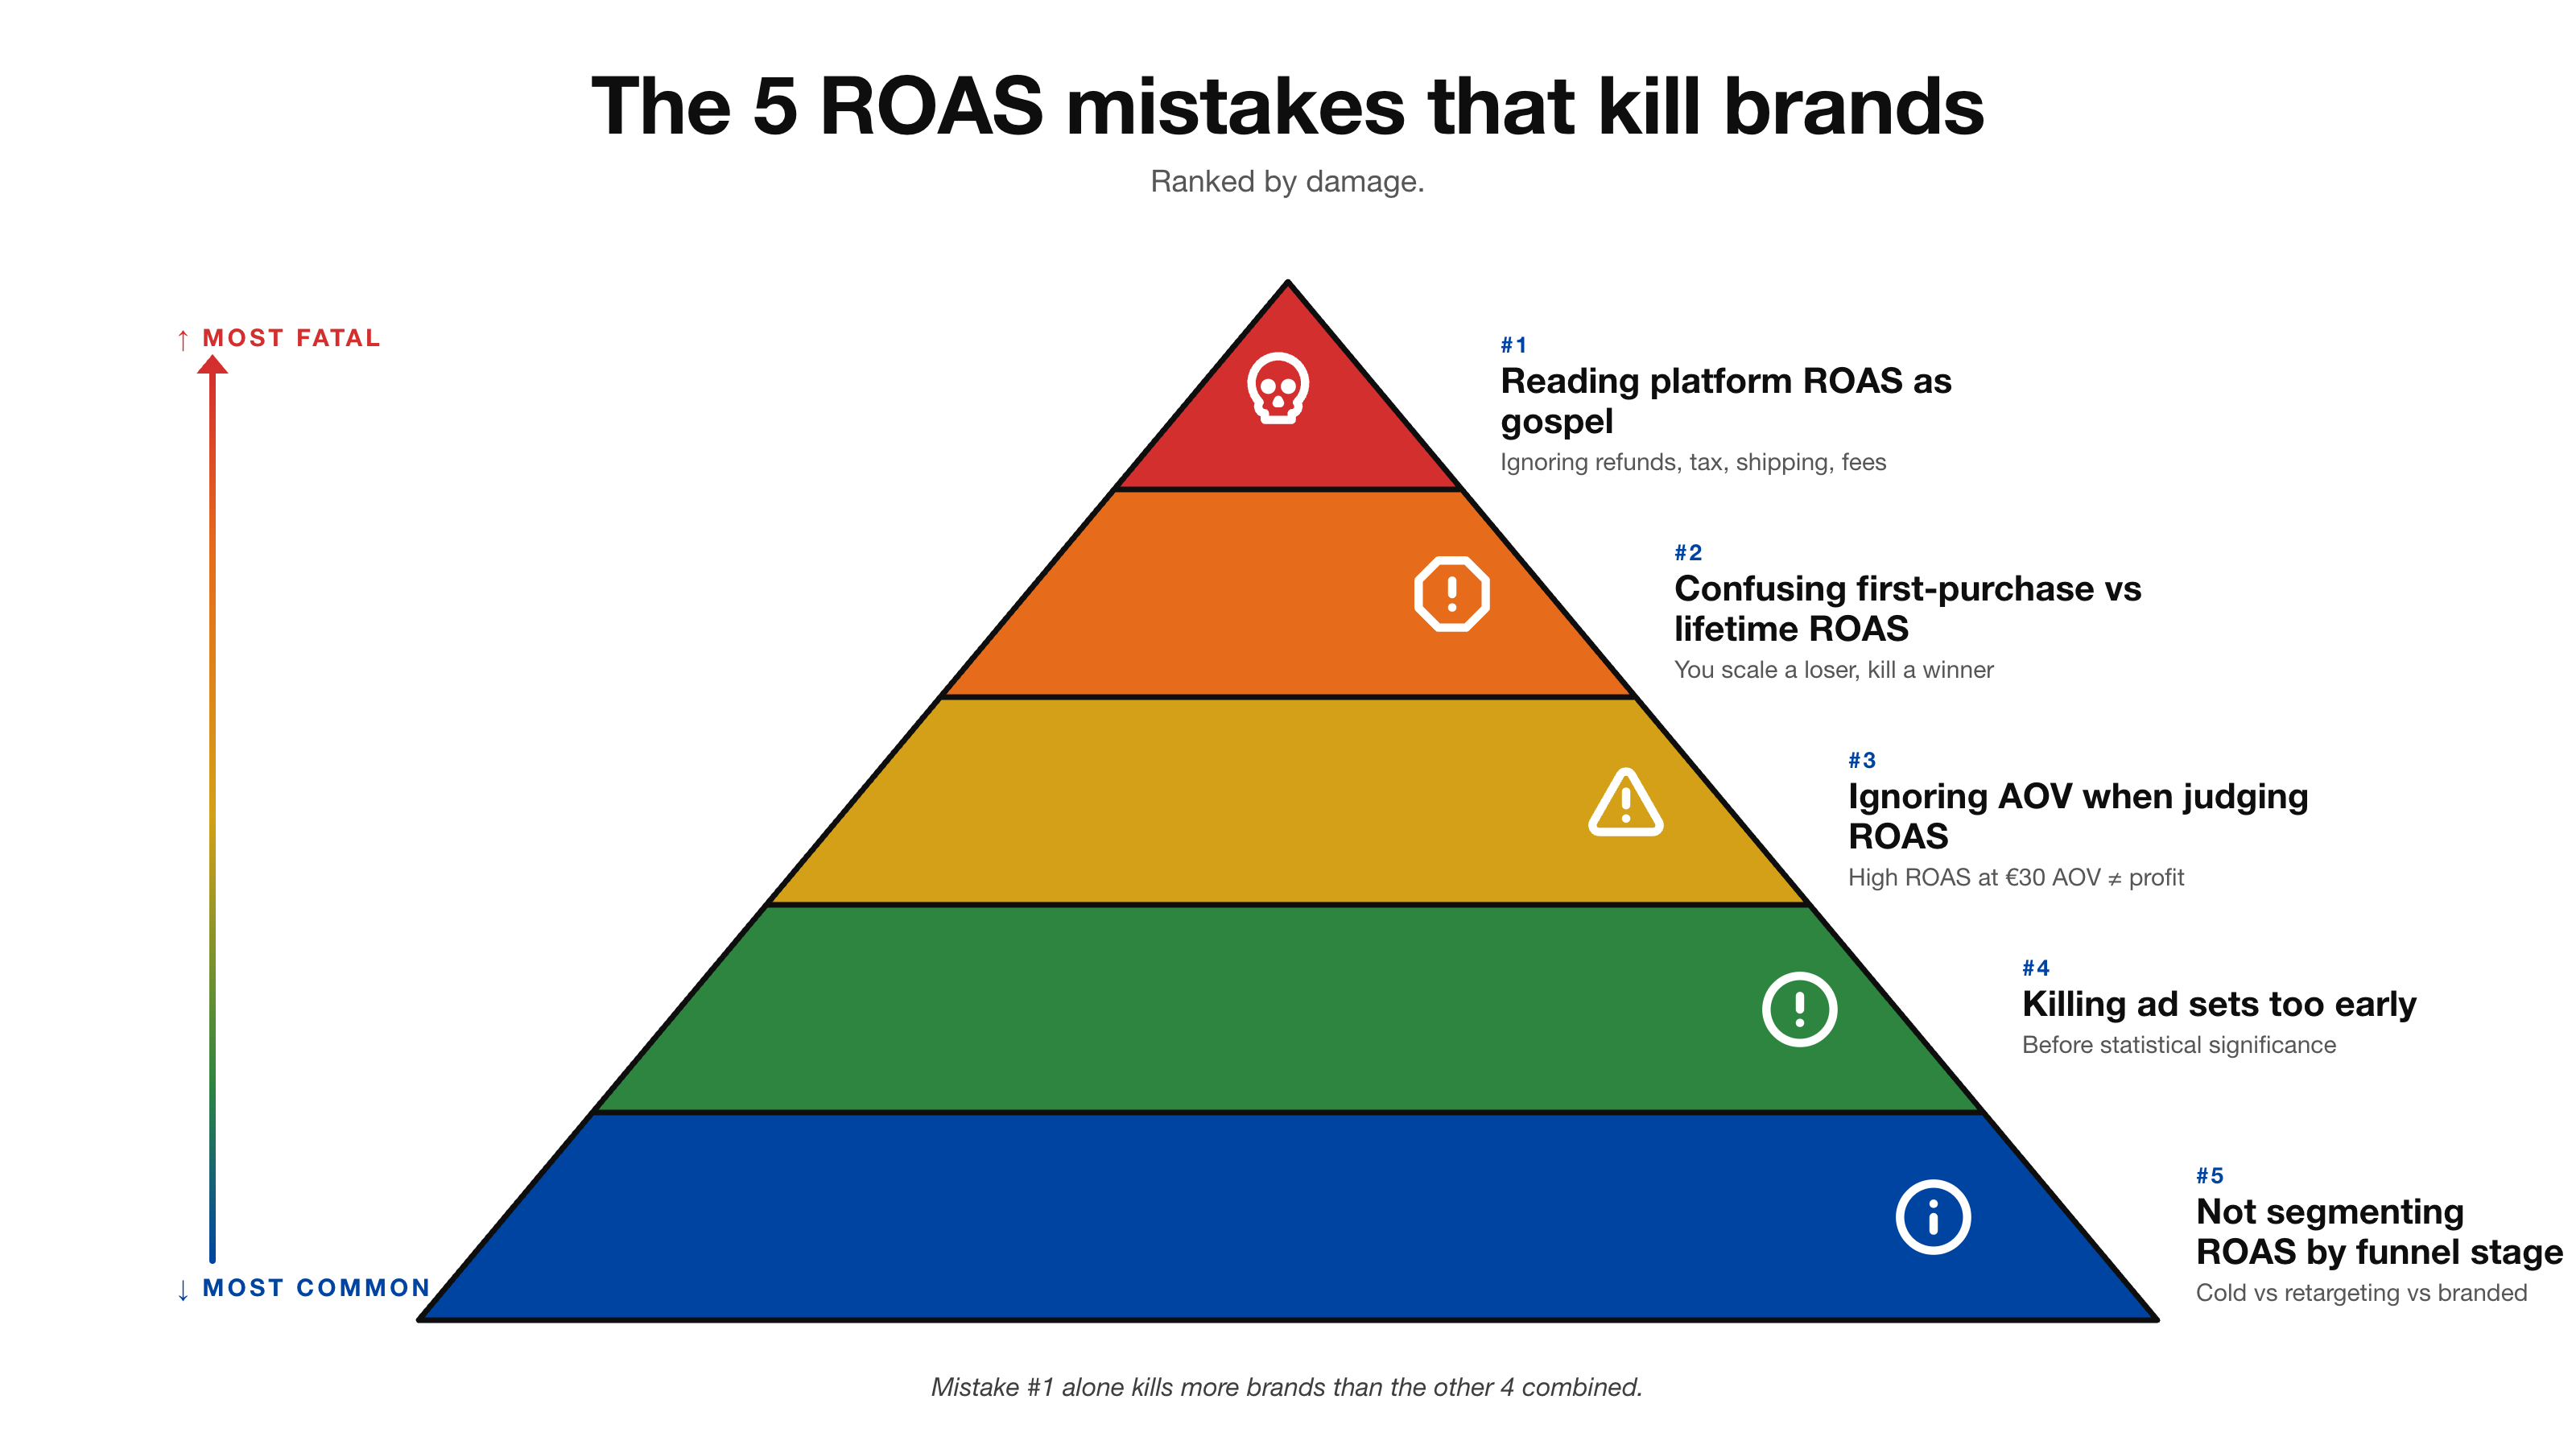 The 5 ROAS mistakes that kill brands
Ranked by damage.
↑ MOST FATAL
#1
Reading platform ROAS as
gospel
Ignoring refunds, tax, shipping, fees
#2
Confusing first-purchase vs
lifetime ROAS
You scale a loser, kill a winner
#3
Ignoring AOV when judging
ROAS
High ROAS at €30 AOV ≠ profit
#4
Killing ad sets too early
Before statistical significance
#5
Not segmenting
ROAS by funnel stage
Cold vs retargeting vs branded
↓ MOST COMMON
Mistake #1 alone kills more brands than the other 4 combined.